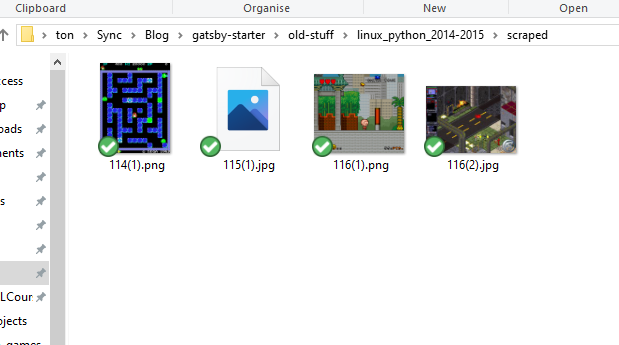 Clipboard
Organise
New
Open
ton > Sync > Blog > gatsby-starter > old-stuff > linux_python_2014-2015 > scraped
ccess
p
oads
ments
s
LCour
ojects
games
114(1).png
115(1).jpg
116(1).png
116(2).jpg